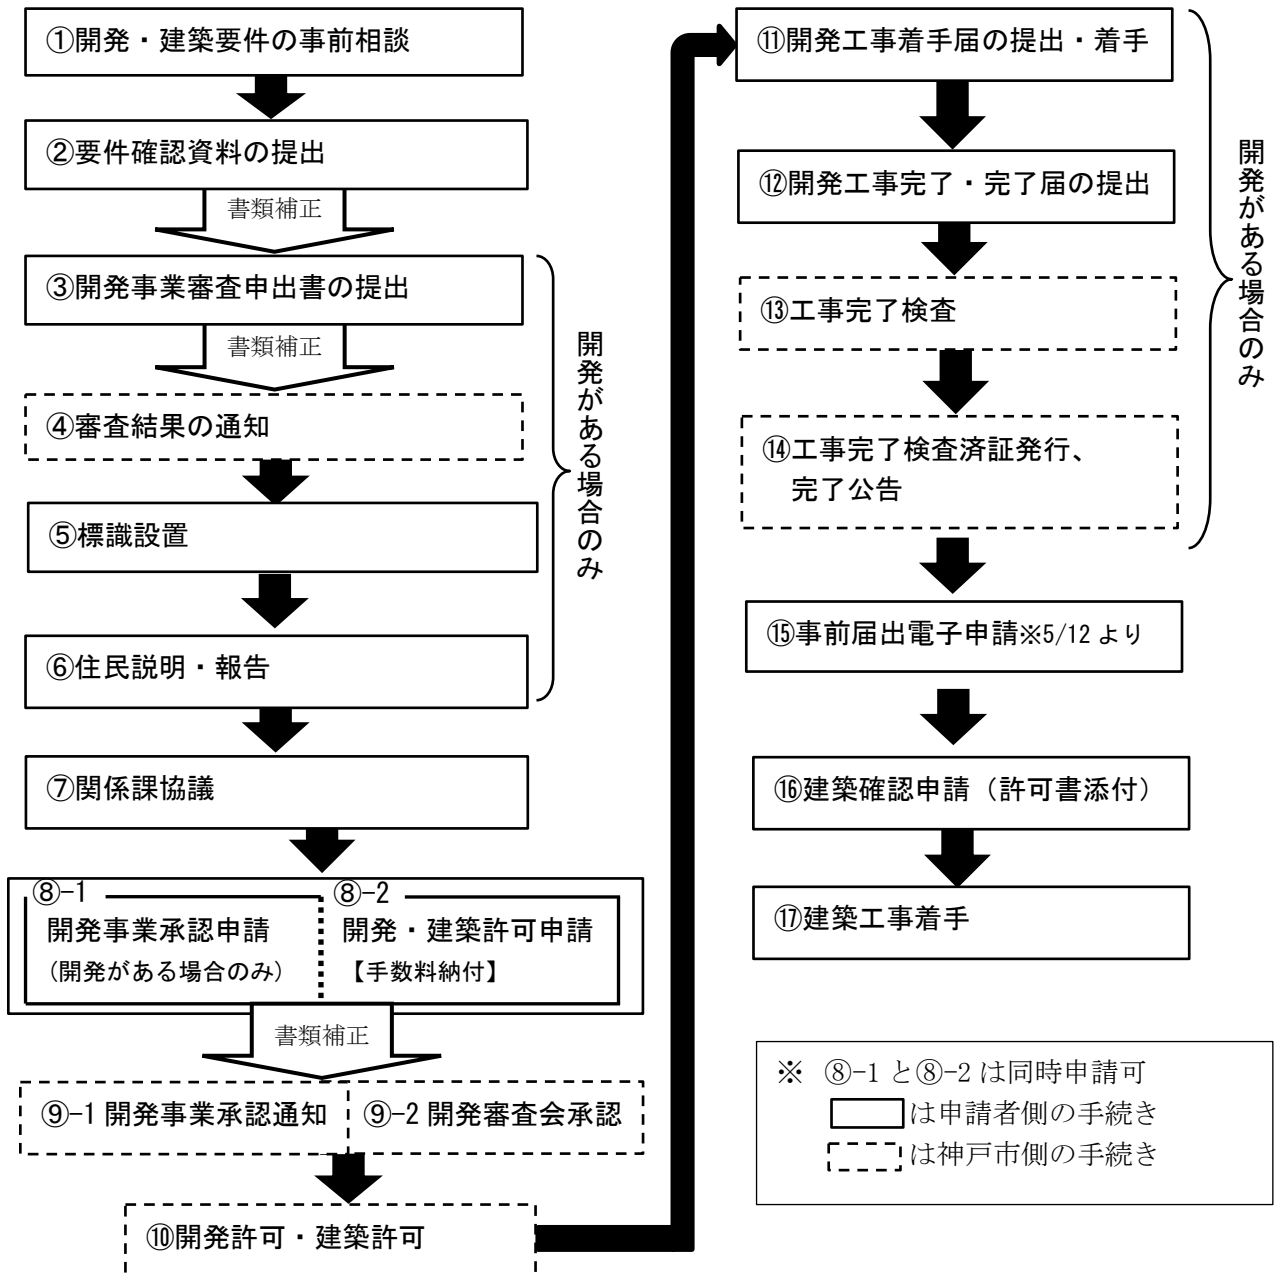 ①開発・建築要件の事前相談
②要件確認資料の提出
書類補正
③開発事業審査申出書の提出
書類補正
④審査結果の通知
⑤標識設置
⑥住民説明・報告
開発がある場合のみ
⑦関係課協議
⑧-1
開発事業承認申請
(開発がある場合のみ)
⑧-2
開発・建築許可申請
【手数料納付】
書類補正
⑨-1 開発事業承認通知
⑨-2 開発審査会承認
⑩開発許可・建築許可
⑪開発工事着手届の提出・着手
⑫開発工事完了・完了届の提出
⑬工事完了検査
⑭工事完了検査済証発行、
完了公告
開発がある場合のみ
⑮事前届出電子申請※5/12 より
⑯建築確認申請（許可書添付）
⑰建築工事着手
※ ⑧-1 と⑧-2 は同時申請可
は申請者側の手続き
は神戸市側の手続き